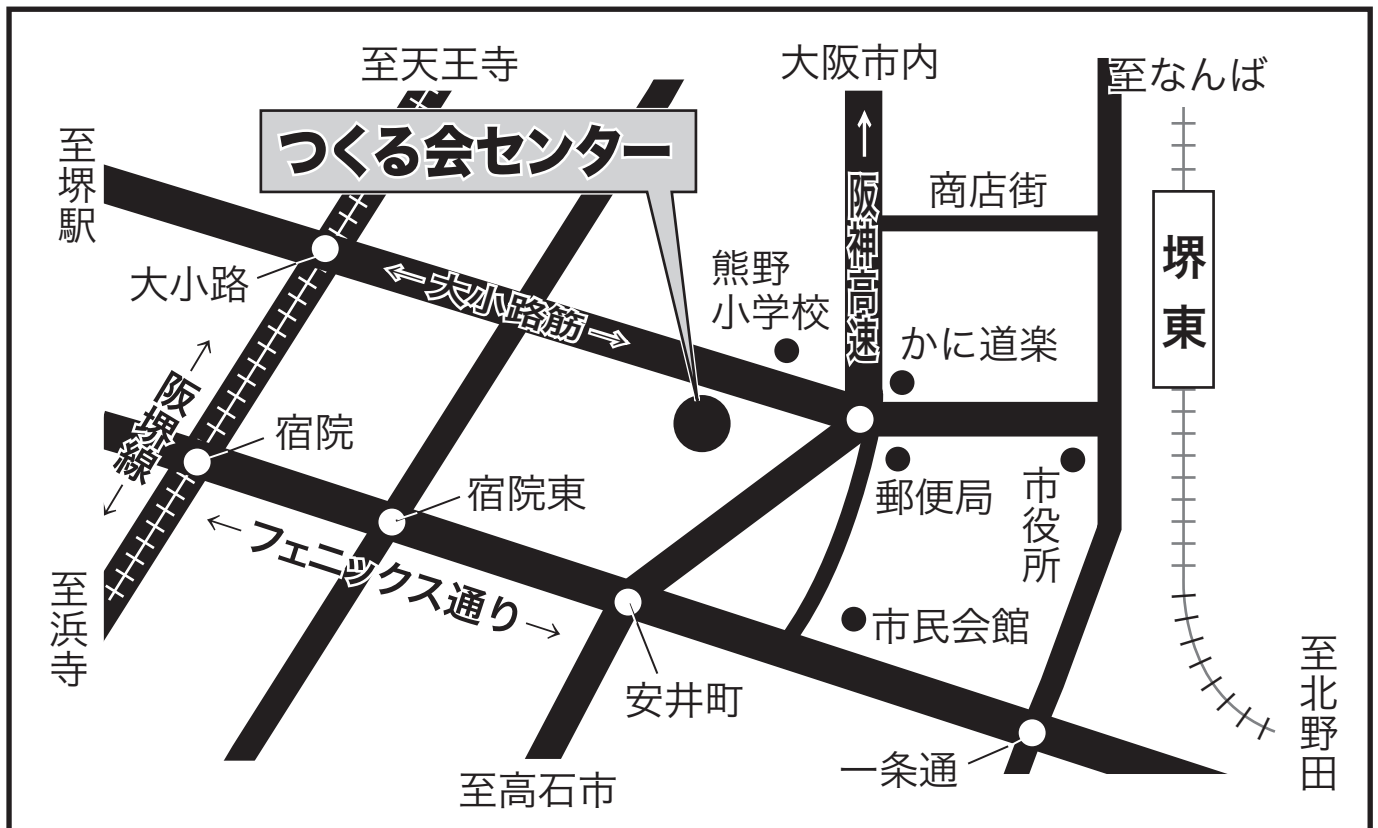 至天王寺
大阪市内
至なんば
つくる会センター
至堺駅
商店街
阪神高速
堺東
熊野
小学校
大小路
←大小路筋→
かに道楽
←阪堺線→
宿院
宿院東
郵便局
市役所
←フェニックス通り→
至浜寺
市民会館
安井町
至北野田
一条通
至高石市